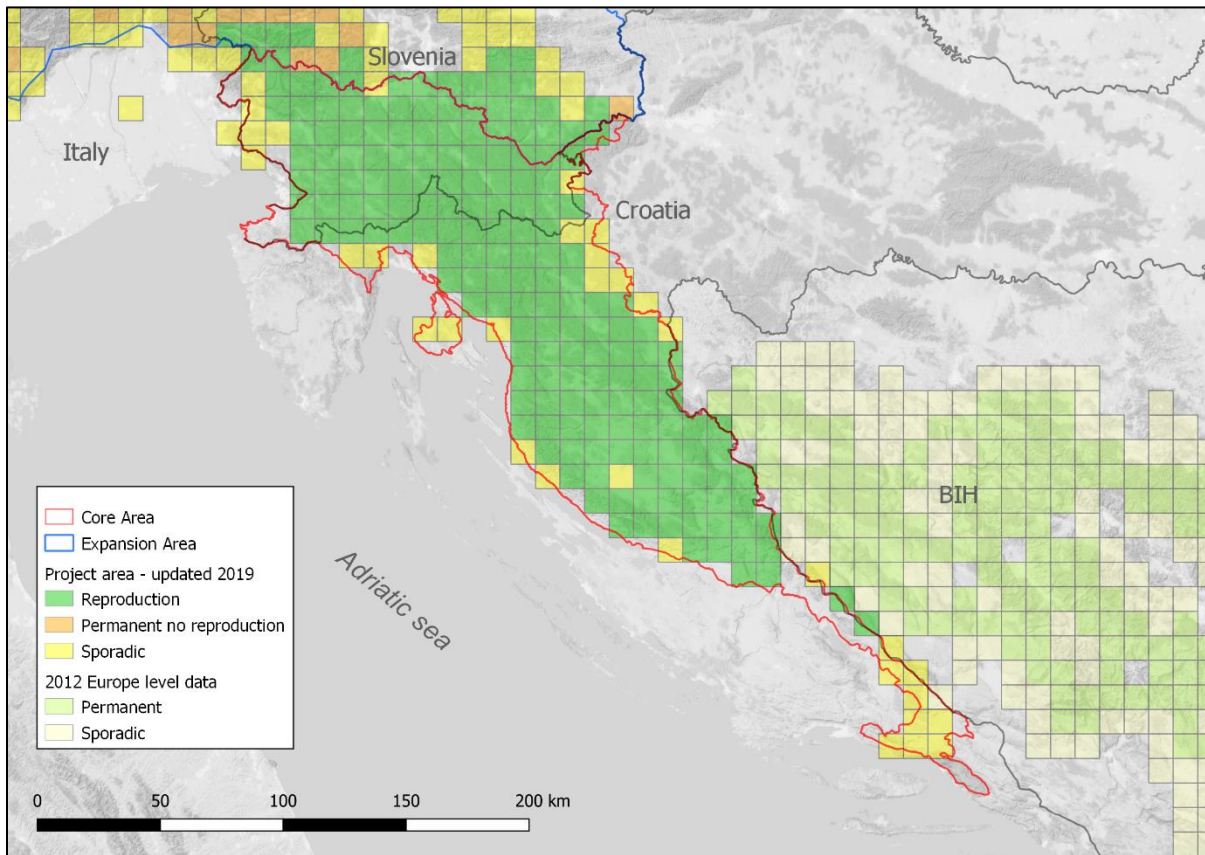 Slovenia
Italy
Croatia
BIH
Adriatic sea
Core Area
Expansion Area
Project area - updated 2019
Reproduction
Permanent no reproduction
Sporadic
2012 Europe level data
Permanent
Sporadic
0 50 100 150 200 km